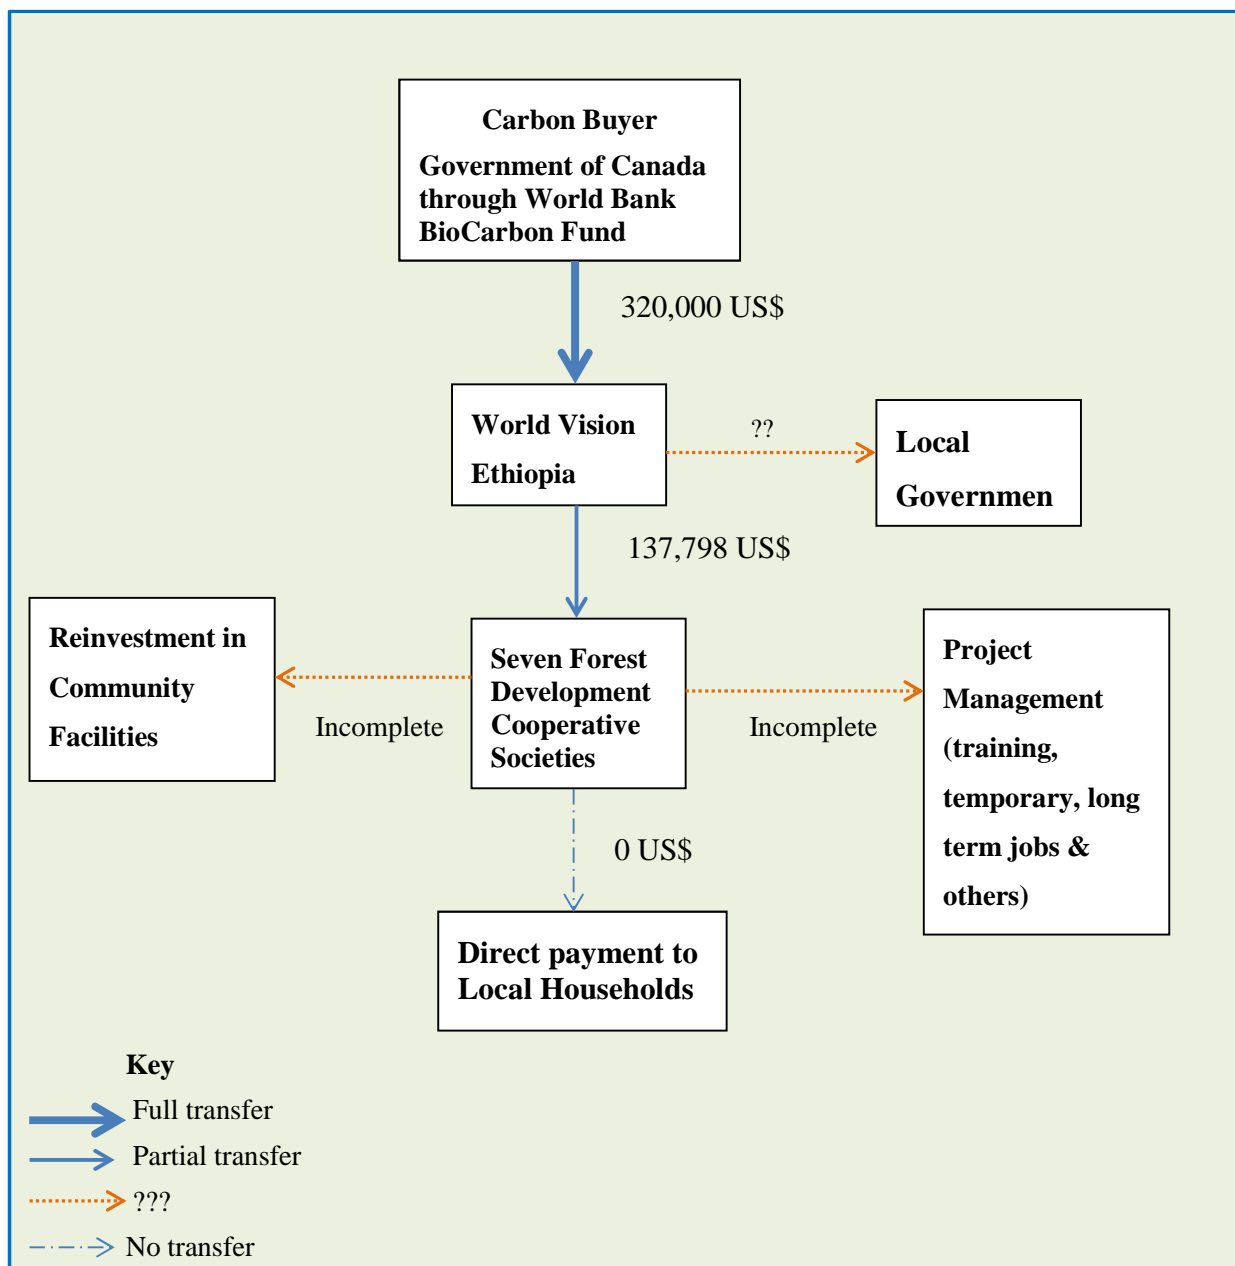 Carbon Buyer
Government of Canada
through World Bank
BioCarbon Fund
320,000 US$
World Vision
Ethiopia
??
Local
Governmen
137,798 US$
Reinvestment in
Community
Facilities
Incomplete
Seven Forest
Development
Cooperative
Societies
Incomplete
Project
Management
(training,
temporary, long
term jobs &
others)
0 US$
Direct payment to
Local Households
Key
Full transfer
Partial transfer
???
No transfer